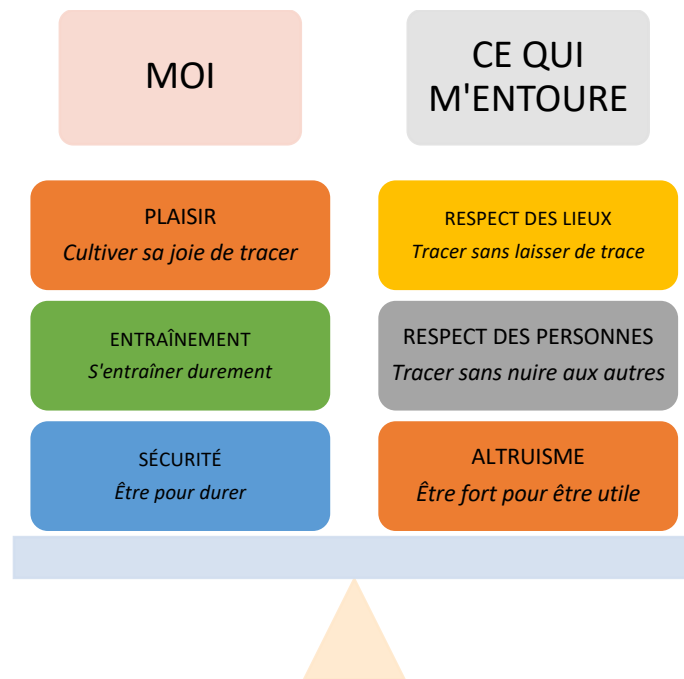 MOI
CE QUI
M'ENTOURE
PLAISIR
Cultiver sa joie de tracer
ENTRAÎNEMENT
S'entraîner durement
SÉCURITÉ
Être pour durer
RESPECT DES LIEUX
Tracer sans laisser de trace
RESPECT DES PERSONNES
Tracer sans nuire aux autres
ALTRUISME
Être fort pour être utile